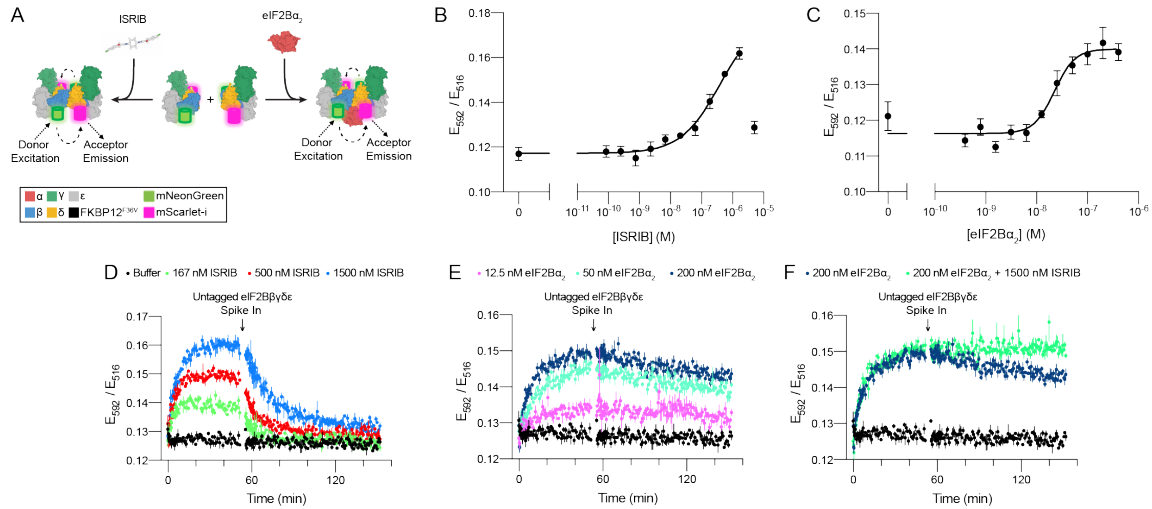 A
ISRIB
eIF2Bα2
+
Donor
Excitation
Acceptor
Emission
Donor
Excitation
Acceptor
Emission
α γ ε mNeonGreen
β δ FKBP12F36V mScarlet-i
B
E592 / E516
0.16
0.14
0.12
0.10
0 10-11 10-10 10-9 10-8 10-7 10-6 10-5
[ISRIB] (M)
C
E592 / E516
0.15
0.14
0.13
0.12
0.11
0.10
0 10-10 10-9 10-8 10-7 10-6
[eIF2Bα2] (M)
D Buffer 167 nM ISRIB 500 nM ISRIB 1500 nM ISRIB
Untagged eIF2Bβγδε
Spike In
E592 / E516
0.17
0.16
0.15
0.14
0.13
0.12
0 60 120
Time (min)
E 12.5 nM eIF2Bα2 50 nM eIF2Bα2 200 nM eIF2Bα2
Untagged eIF2Bβγδε
Spike In
E592 / E516
0.16
0.15
0.14
0.13
0.12
0 60 120
Time (min)
F 200 nM eIF2Bα2 200 nM eIF2Bα2 + 1500 nM ISRIB
Untagged eIF2Bβγδε
Spike In
E592 / E516
0.16
0.15
0.14
0.13
0.12
0 60 120
Time (min)